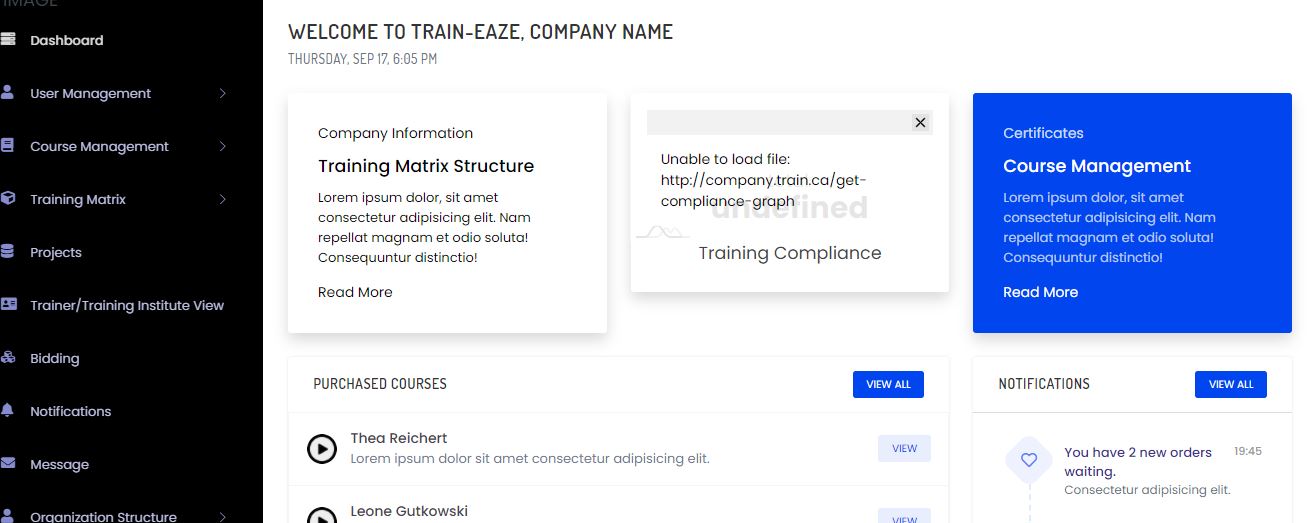 IMAGE
Dashboard
User Management
Course Management
Training Matrix
Projects
Trainer/Training Institute View
Bidding
Notifications
Message
Organization Structure
WELCOME TO TRAIN-EAZE, COMPANY NAME
THURSDAY, SEP 17, 6:05 PM
Company Information
Training Matrix Structure
Lorem ipsum dolor, sit amet
consectetur adipisicing elit. Nam
repellat magnam et odio soluta!
Consequuntur distinctio!
Read More
Unable to load file:
http://company.train.ca/get-
compliance-graph
undefined
Training Compliance
Certificates
Course Management
Lorem ipsum dolor, sit amet
consectetur adipisicing elit. Nam
repellat magnam et odio soluta!
Consequuntur distinctio!
Read More
PURCHASED COURSES
VIEW ALL
Thea Reichert
Lorem ipsum dolor sit amet consectetur adipisicing elit.
VIEW
Leone Gutkowski
VIEW
NOTIFICATIONS
VIEW ALL
You have 2 new orders
waiting.
19:45
Consectetur adipisicing elit.